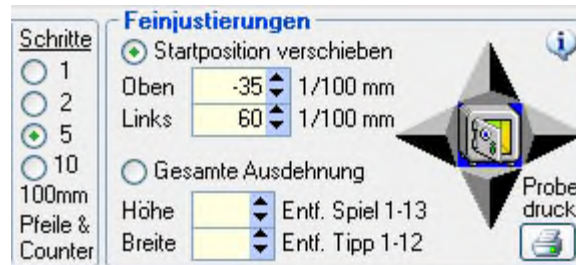 Schritte
1
2
5
10
100mm
Pfeile &
Counter
Feinjustierungen
Startposition verschieben
Oben -35 1/100 mm
Links 60 1/100 mm
Gesamte Ausdehnung
Höhe Entf. Spiel 1-13
Breite Entf. Tipp 1-12
i
Probe
druck